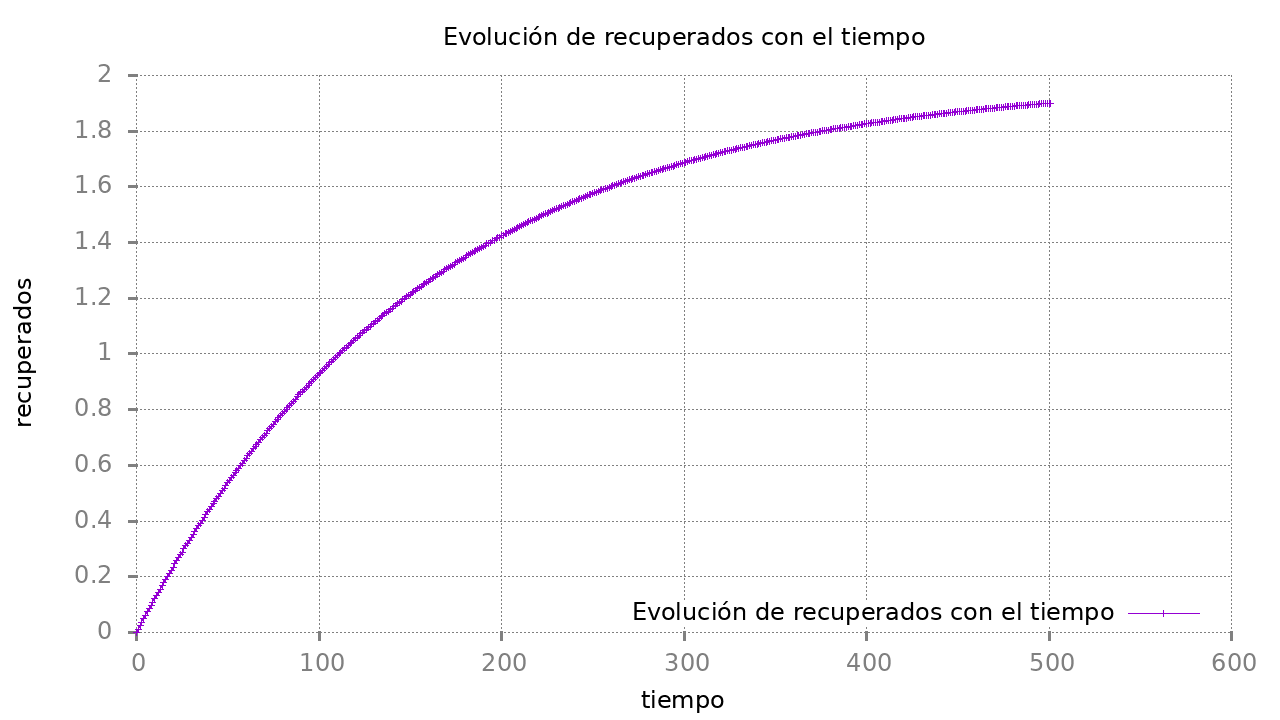 Evolución de recuperados con el tiempo
2
1.8
1.6
1.4
1.2
1
0.8
0.6
0.4
0.2
0
recuperados
Evolución de recuperados con el tiempo
0 100 200 300 400 500 600
tiempo